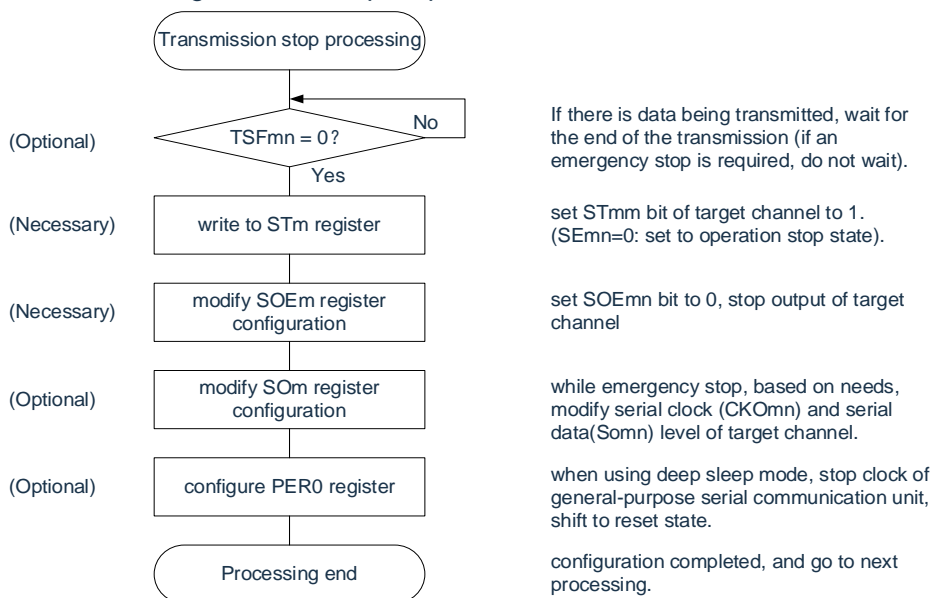 Transmission stop processing
(Optional)
TSFmn = 0?
No
Yes
If there is data being transmitted, wait for
the end of the transmission (if an
emergency stop is required, do not wait).
(Necessary)
write to STm register
set STmm bit of target channel to 1.
(SEmn=0: set to operation stop state).
(Necessary)
modify SOEm register
configuration
set SOEmn bit to 0, stop output of target
channel
(Optional)
modify SOm register
configuration
while emergency stop, based on needs,
modify serial clock (CKOmn) and serial
data(Somn) level of target channel.
(Optional)
configure PER0 register
when using deep sleep mode, stop clock of
general-purpose serial communication unit,
shift to reset state.
Processing end
configuration completed, and go to next
processing.